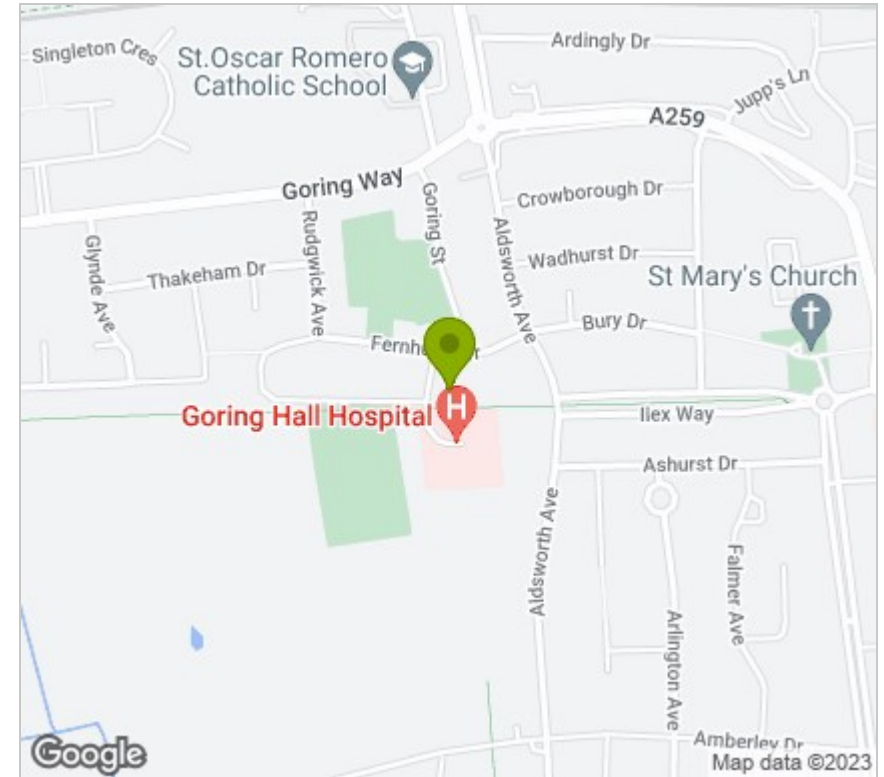 Singleton Cres
St.Oscar Romero
Catholic School
Ardingly Dr
Jupp's Ln
A259
Goring Way
Goring St
Crowborough Dr
Rudgwick Ave
Aldsworth Ave
Glynde Ave
Thakeham Dr
Wadhurst Dr
St Mary's Church
Bury Dr
Goring Hall Hospital
H
Ilex Way
Ashurst Dr
Aldsworth Ave
Falmer Ave
Arlington Ave
Amberley Dr
Google
Map data ©2023